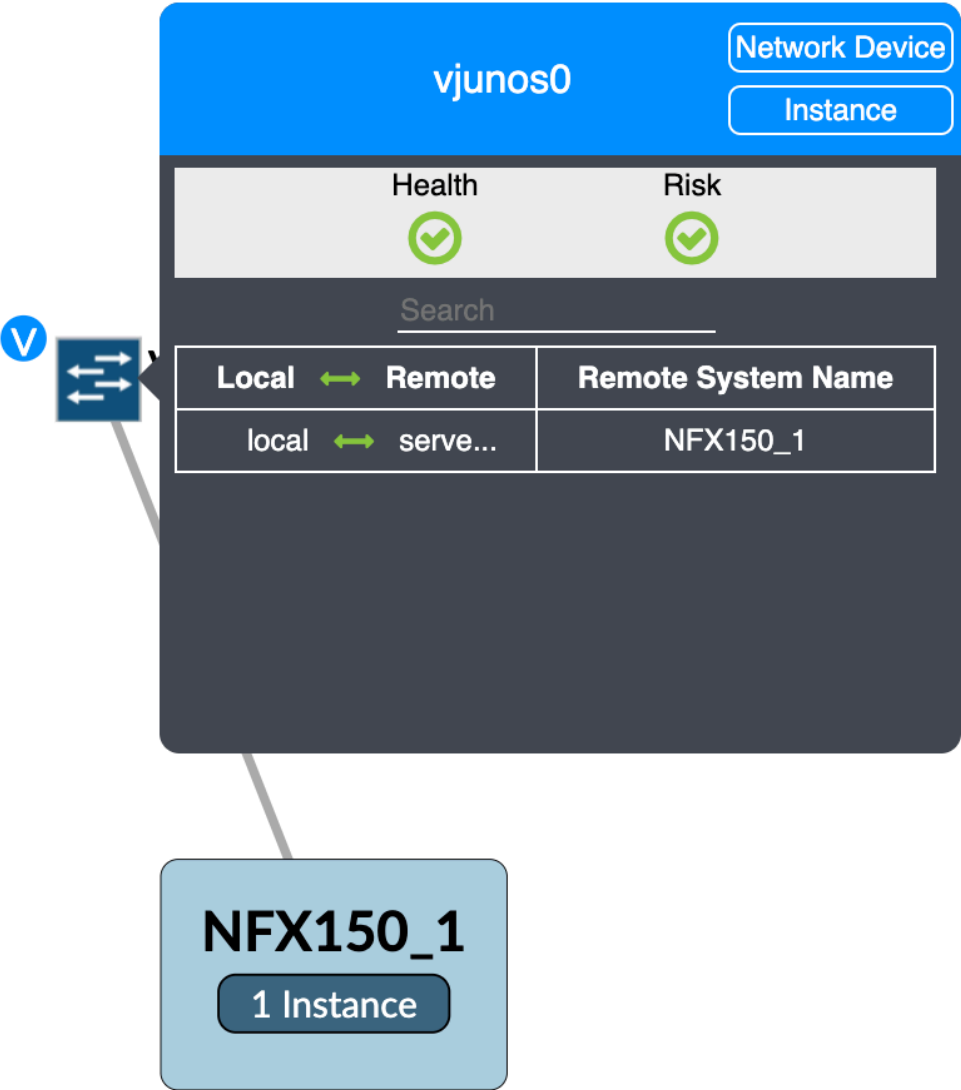 vjunos0
Network Device
Instance
Health Risk
Search
V
Local Remote Remote System Name
local serve... NFX150_1
NFX150_1
1 Instance